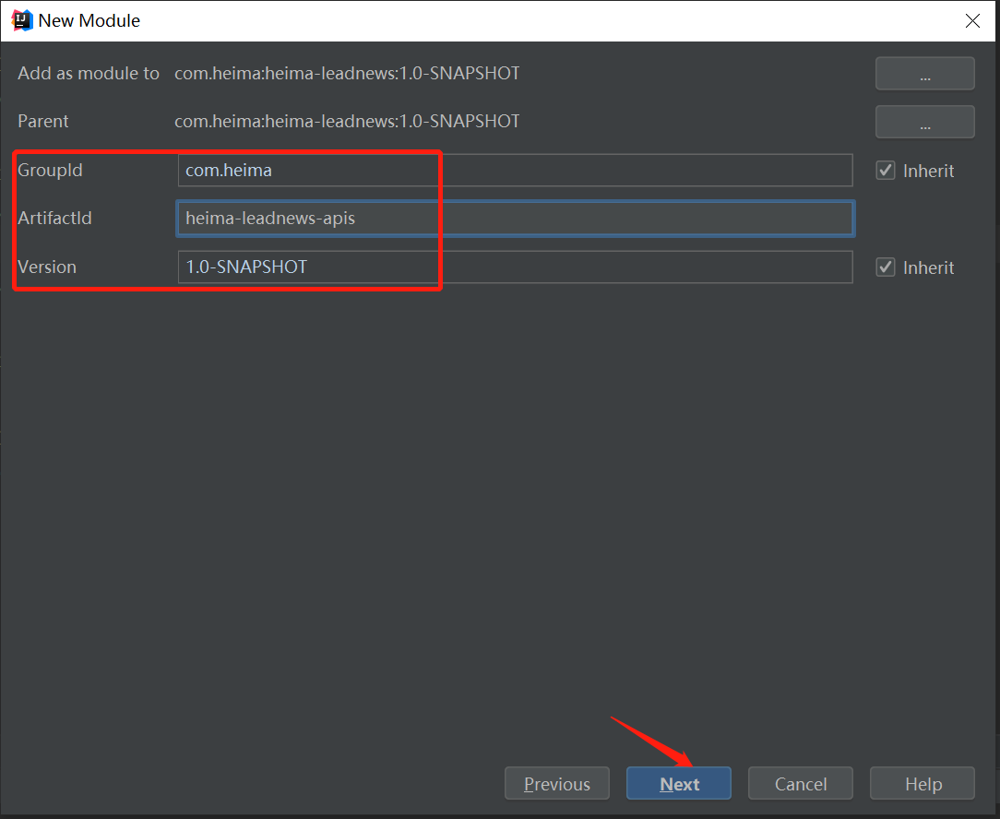 New Module
Add as module to com.heima:heima-leadnews:1.0-SNAPSHOT ...
Parent com.heima:heima-leadnews:1.0-SNAPSHOT ...
GroupId com.heima Inherit
ArtifactId heima-leadnews-apis
Version 1.0-SNAPSHOT Inherit
Previous Next Cancel Help